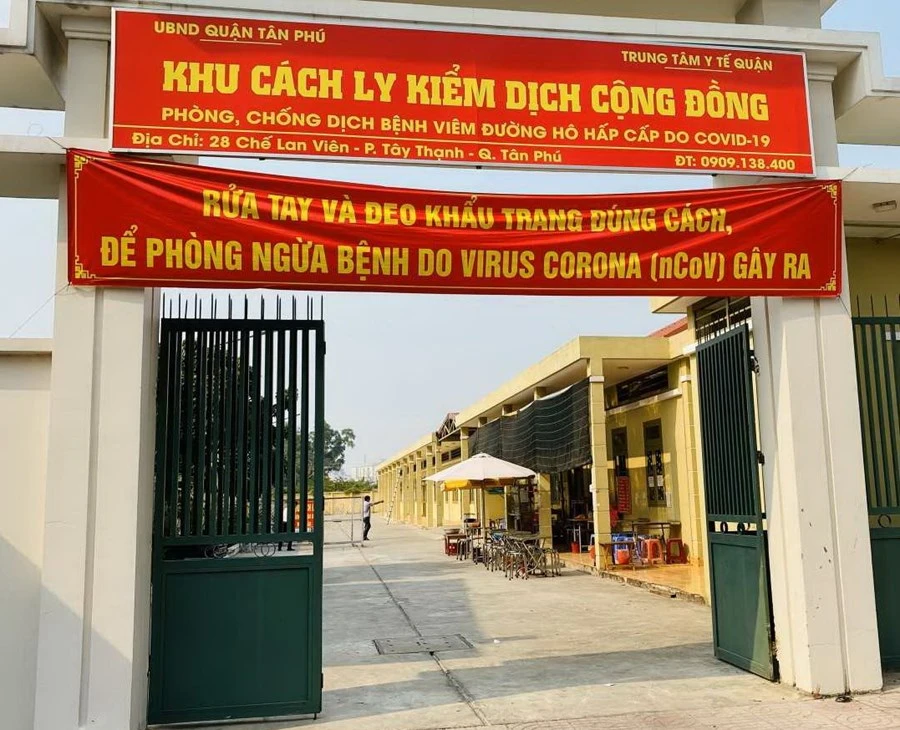 UBND QUẬN TÂN PHÚ
TRUNG TÂM Y TẾ QUẬN
KHU CÁCH LY KIỂM DỊCH CỘNG ĐỒNG
PHÒNG, CHỐNG DỊCH BỆNH VIÊM ĐƯỜNG HÔ HẤP CẤP DO COVID-19
Địa Chỉ: 28 Chế Lan Viên - P. Tây Thạnh - Q. Tân Phú
ĐT: 0909.138.400
RỬA TAY VÀ ĐEO KHẨU TRANG ĐÚNG CÁCH,
ĐỂ PHÒNG NGỪA BỆNH DO VIRUS CORONA (nCoV) GÂY RA